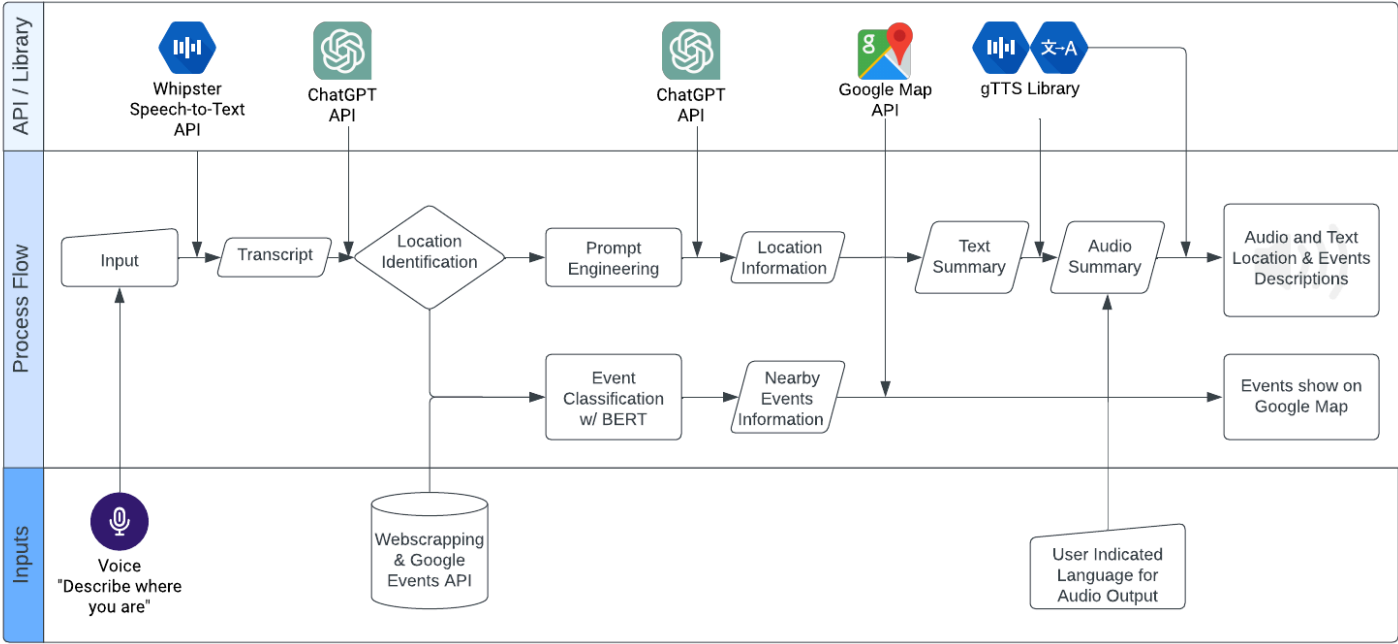 API / Library
Whipster
Speech-to-Text
API
ChatGPT
API
ChatGPT
API
g
Google Map
API
文→A
gTTS Library
Process Flow
Input
Transcript
Location
Identification
Prompt
Engineering
Location
Information
Text
Summary
Audio
Summary
Audio and Text
Location & Events
Descriptions
Event
Classification
w/ BERT
Nearby
Events
Information
Events show on
Google Map
Inputs
Voice
"Describe where
you are"
Webscrapping
& Google
Events API
User Indicated
Language for
Audio Output